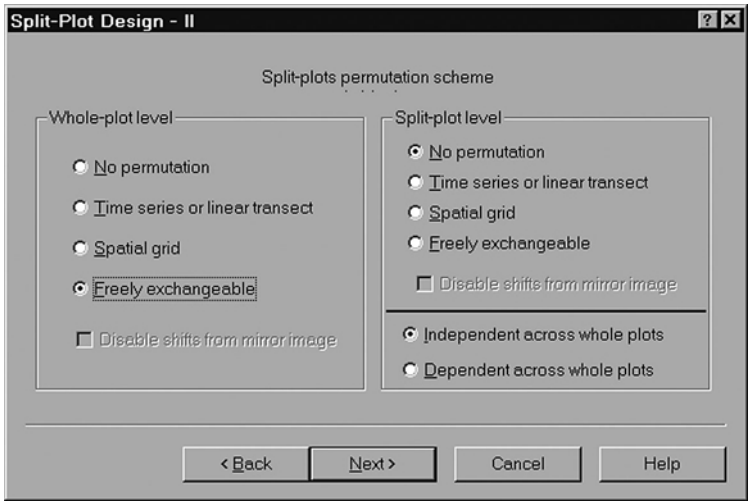 Split-Plot Design - II
Split-plots permutation scheme
Whole-plot level
No permutation
Time series or linear transect
Spatial grid
Freely exchangeable
Disable shifts from mirror image
Split-plot level
No permutation
Time series or linear transect
Spatial grid
Freely exchangeable
Disable shifts from mirror image
Independent across whole plots
Dependent across whole plots
< Back
Next >
Cancel
Help